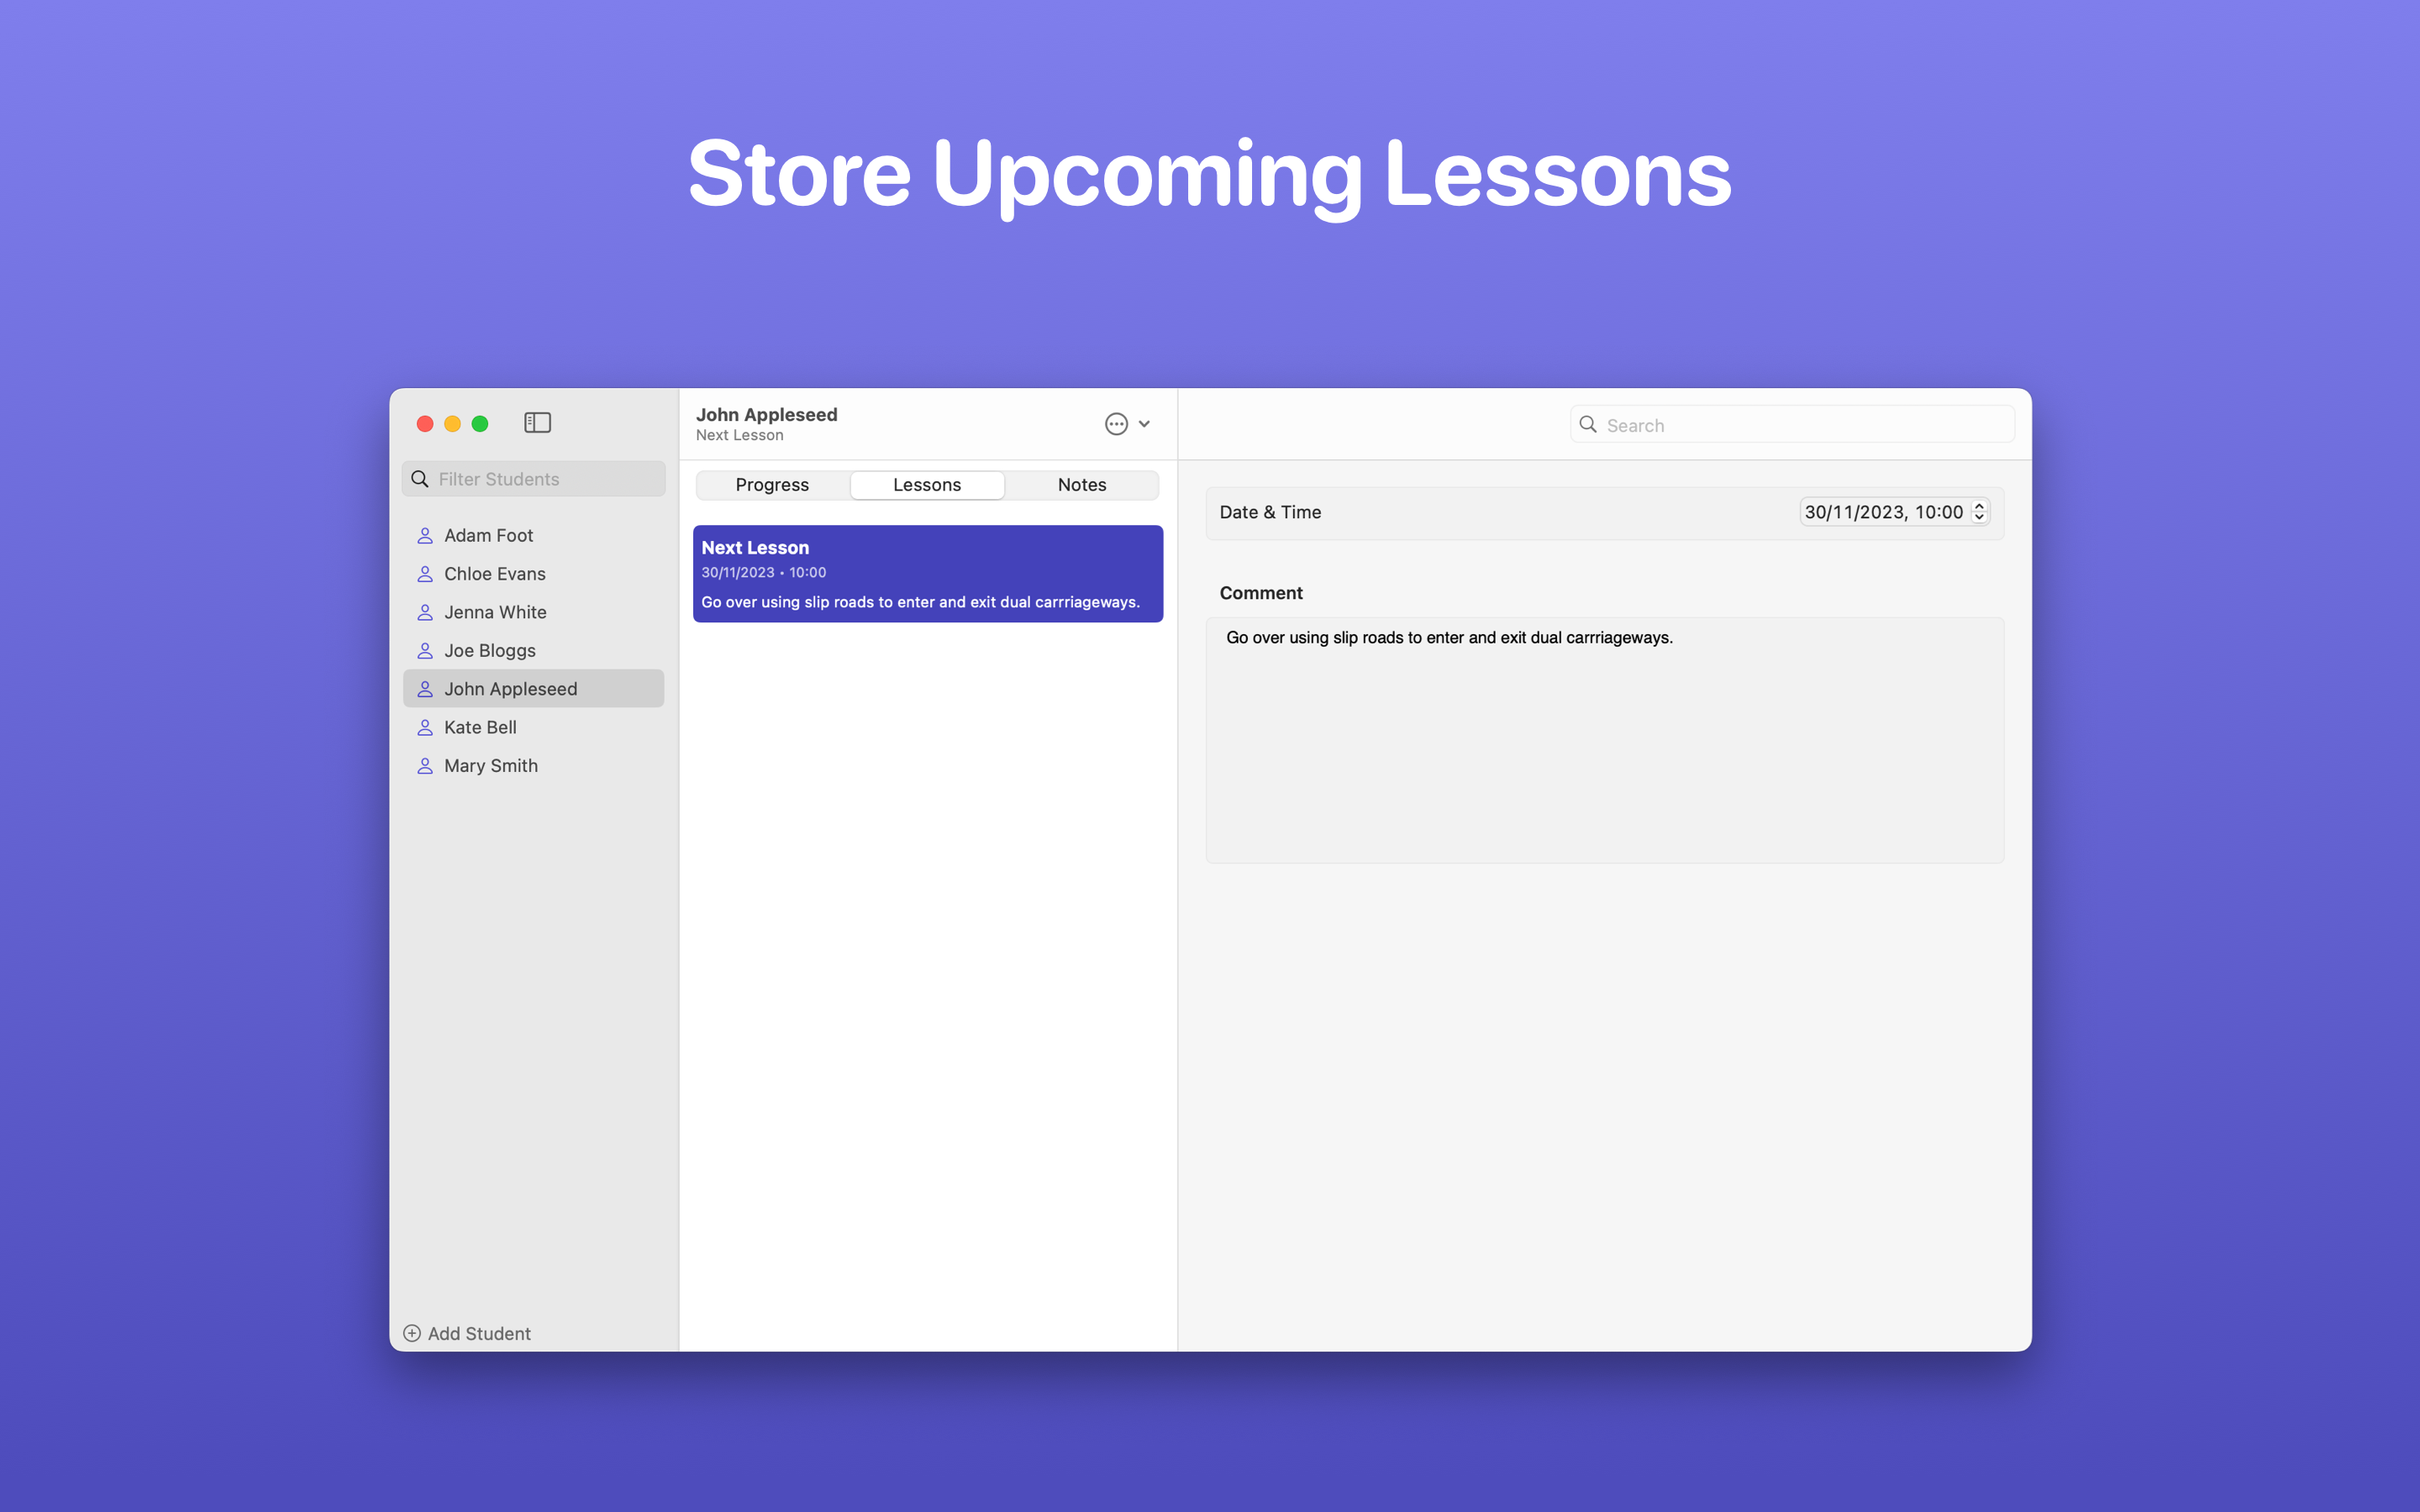 Store Upcoming Lessons
Filter Students
Adam Foot
Chloe Evans
Jenna White
Joe Bloggs
John Appleseed
Kate Bell
Mary Smith
Add Student
John Appleseed
Next Lesson
Progress
Lessons
Notes
Next Lesson
30/11/2023 • 10:00
Go over using slip roads to enter and exit dual carrriageways.
Search
Date & Time
30/11/2023, 10:00
Comment
Go over using slip roads to enter and exit dual carrriageways.